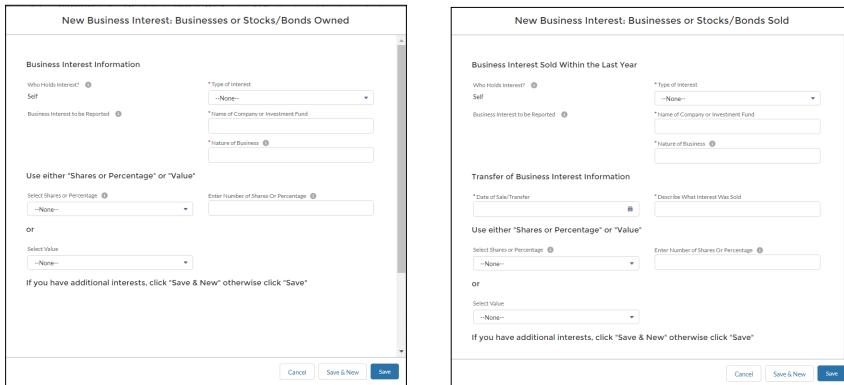 New Business Interest: Businesses or Stocks/Bonds Owned
Business Interest Information
Who Holds Interest?
* Type of Interest
Self
--None--
Business Interest to be Reported
* Name of Company or Investment Fund
* Nature of Business
Use either "Shares or Percentage" or "Value"
Select Shares or Percentage
Enter Number of Shares Or Percentage
--None--
or
Select Value
--None--
If you have additional interests, click "Save & New" otherwise click "Save"
Cancel
Save & New
Save
New Business Interest: Businesses or Stocks/Bonds Sold
Business Interest Sold Within the Last Year
Who Holds Interest?
* Type of Interest
Self
--None--
Business Interest to be Reported
* Name of Company or Investment Fund
* Nature of Business
Transfer of Business Interest Information
* Date of Sale/Transfer
* Describe What Interest Was Sold
Use either "Shares or Percentage" or "Value"
Select Shares or Percentage
Enter Number of Shares Or Percentage
--None--
or
Select Value
--None--
If you have additional interests, click "Save & New" otherwise click "Save"
Cancel
Save & New
Save